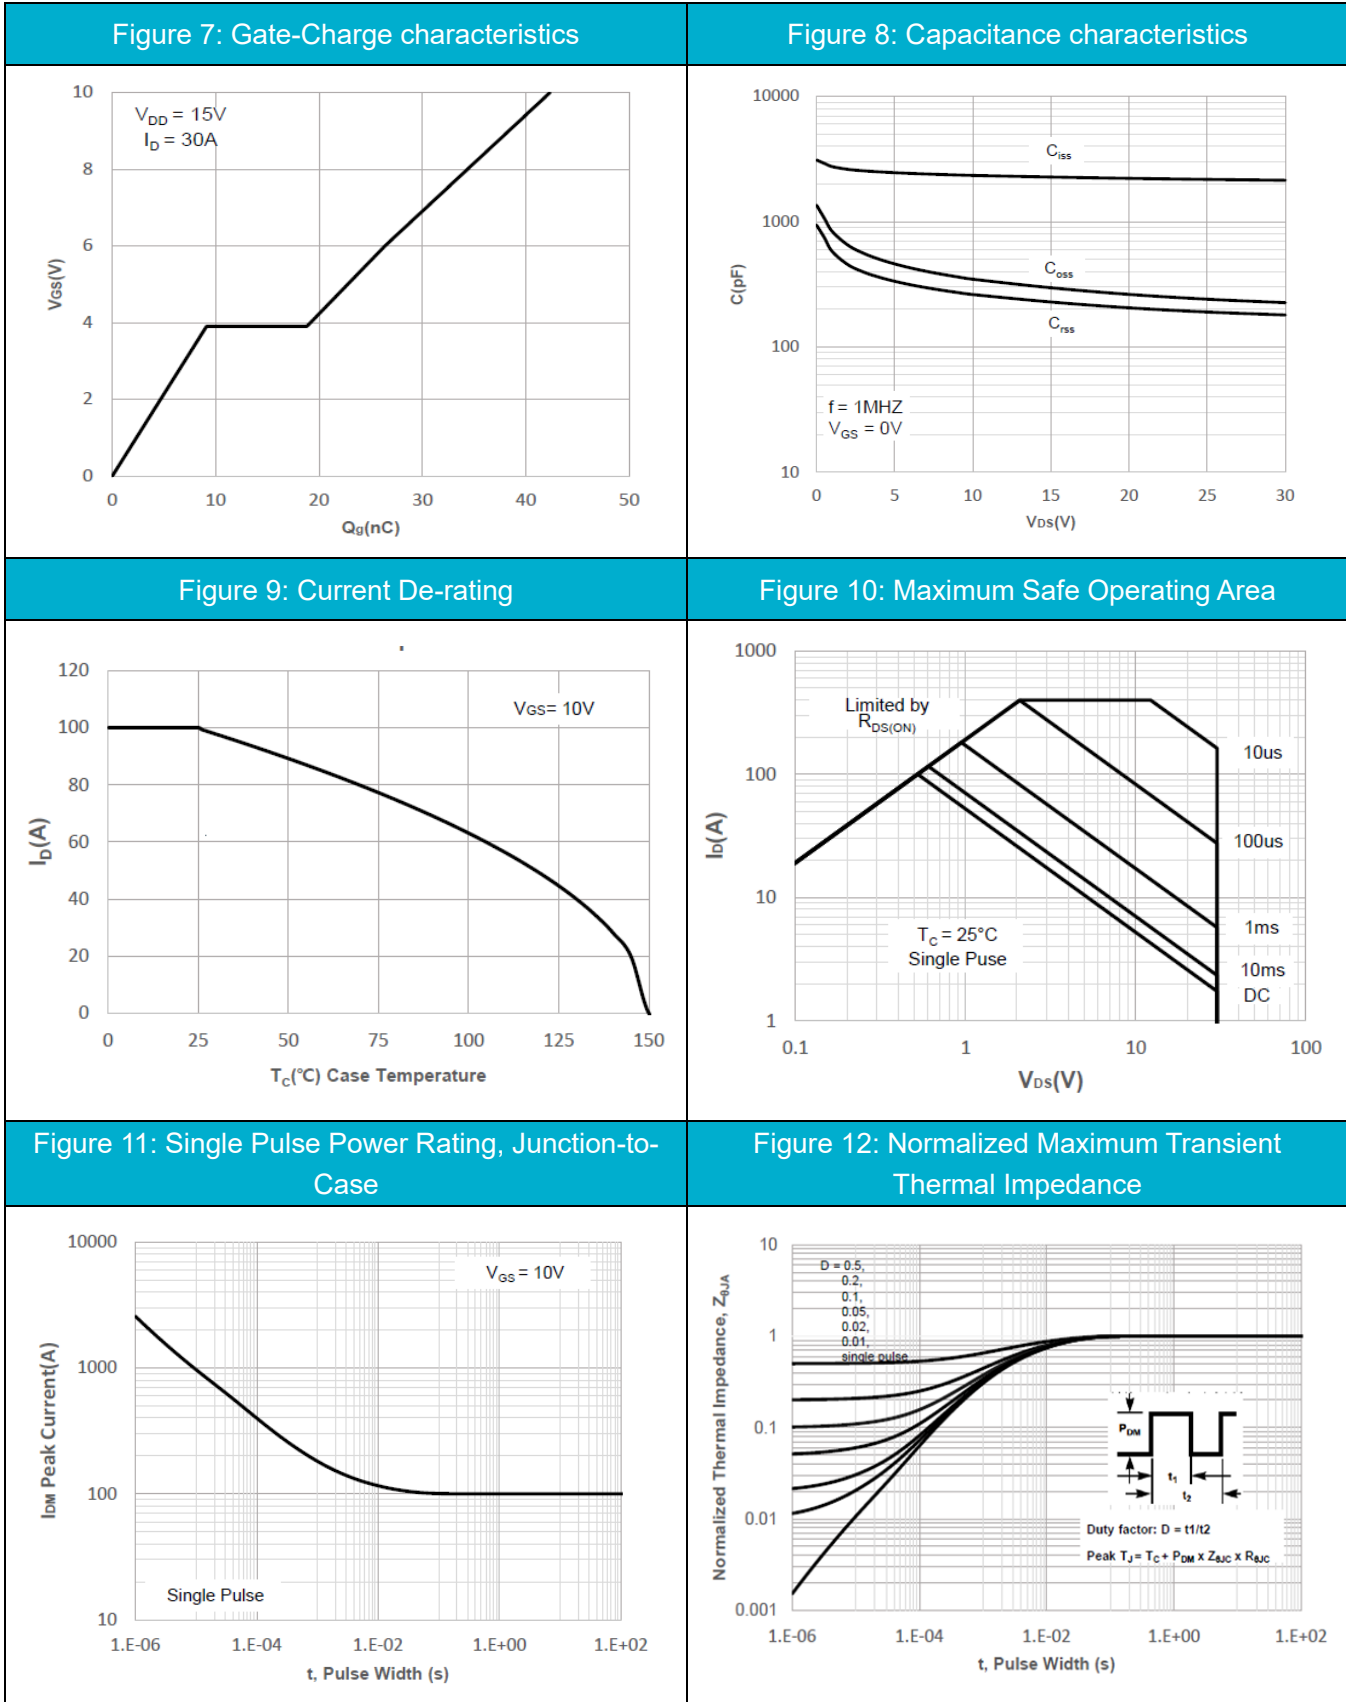 Figure 7: Gate-Charge characteristics
VDD = 15V
ID = 30A
10
8
6
4
2
0
VGS(V)
0 10 20 30 40 50
Qg(nC)
Figure 8: Capacitance characteristics
10000
1000
100
10
C(pF)
Ciss
Coss
Crss
f = 1MHZ
VGS = 0V
0 5 10 15 20 25 30
VDS(V)
Figure 9: Current De-rating
120
100
80
60
40
20
0
ID(A)
VGS= 10V
0 25 50 75 100 125 150
TC(℃) Case Temperature
Figure 10: Maximum Safe Operating Area
1000
100
10
1
ID(A)
Limited by
RDS(ON)
10us
100us
1ms
10ms
DC
TC = 25°C
Single Puse
0.1 1 10 100
VDS(V)
Figure 11: Single Pulse Power Rating, Junction-to-
Case
10000
1000
100
10
IDM Peak Current(A)
VGS = 10V
Single Pulse
1.E-06 1.E-04 1.E-02 1.E+00 1.E+02
t, Pulse Width (s)
Figure 12: Normalized Maximum Transient
Thermal Impedance
10
1
0.1
0.01
0.001
Normalized Thermal Impedance, ZθJA
D = 0.5,
0.2,
0.1,
0.05,
0.02,
0.01,
single pulse
PDM
t1
t2
Duty factor: D = t1/t2
Peak TJ = TC + PDM x ZθJC x RθJC
1.E-06 1.E-04 1.E-02 1.E+00 1.E+02
t, Pulse Width (s)